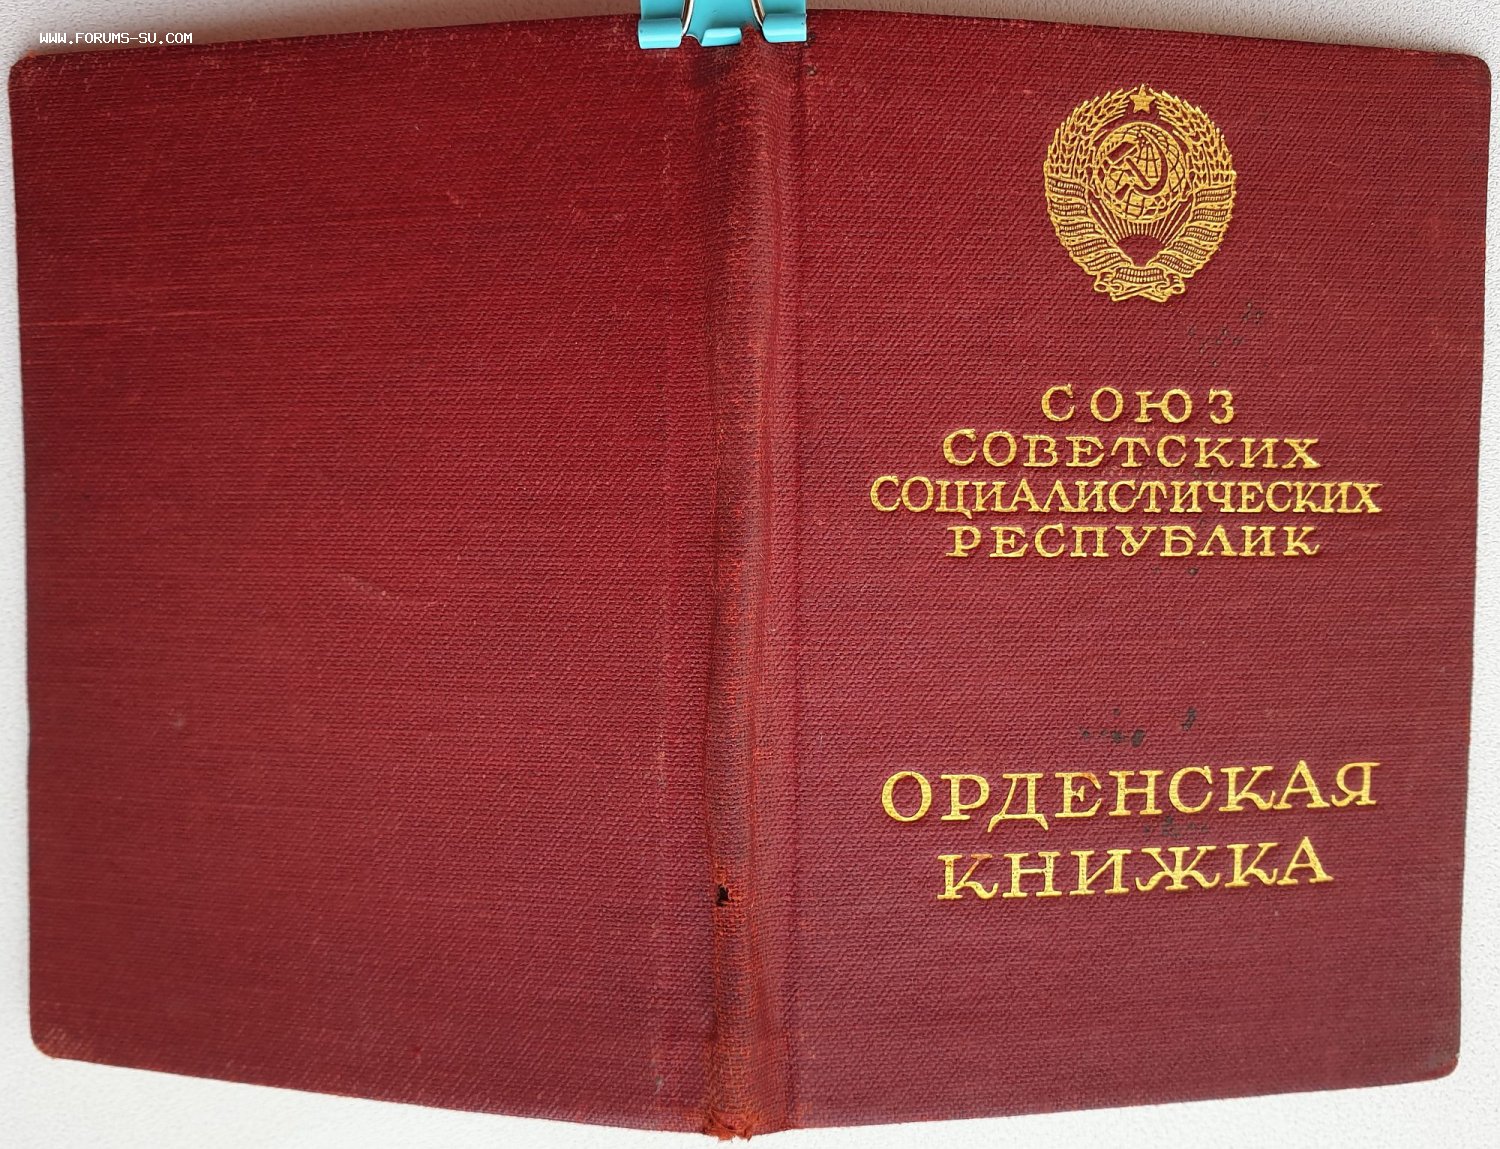 WWW.FORUMS-SU.COM
СОЮЗ
СОВЕТСКИХ
СОЦИАЛИСТИЧЕСКИХ
РЕСПУБЛИК
ОРДЕНСКАЯ
КНИЖКА